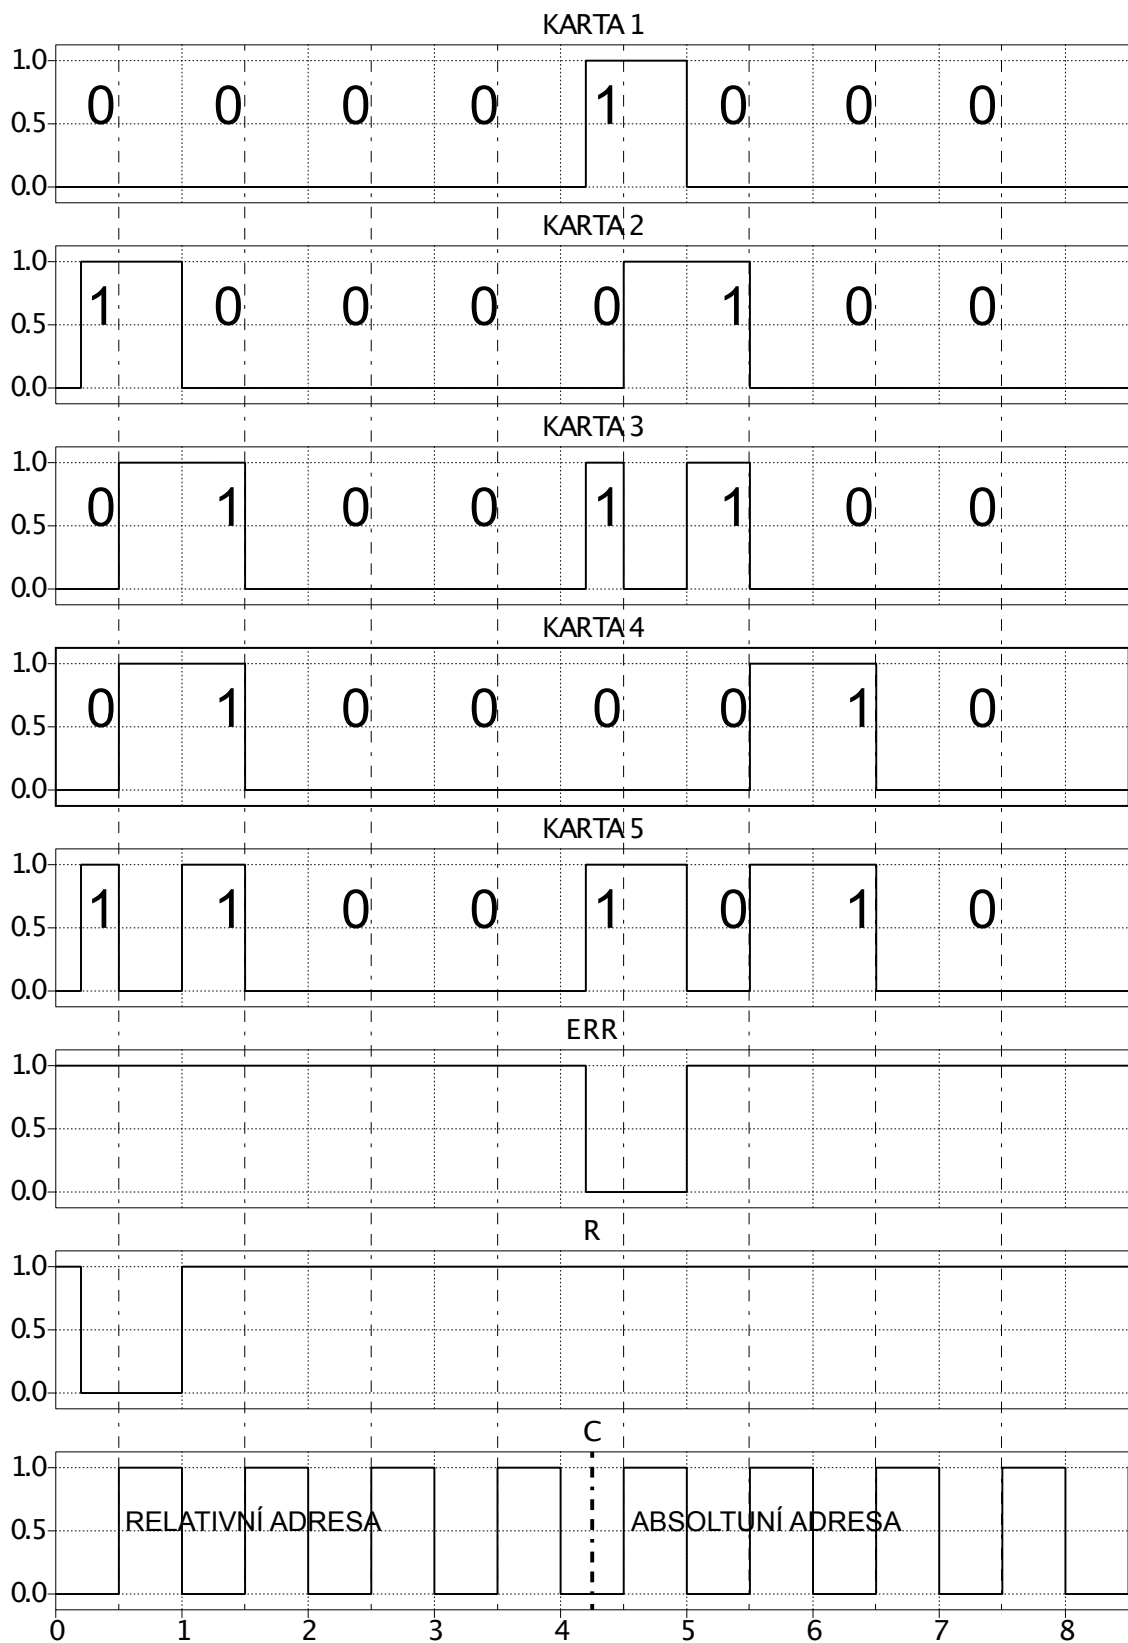 KARTA 1
1.0
0 0 0 0 1 0 0 0
0.5
0.0
KARTA 2
1.0
1 0 0 0 0 1 0 0
0.5
0.0
KARTA 3
1.0
0 1 0 0 1 1 0 0
0.5
0.0
KARTA 4
1.0
0 1 0 0 0 0 1 0
0.5
0.0
KARTA 5
1.0
1 1 0 0 1 0 1 0
0.5
0.0
ERR
1.0
0.5
0.0
R
1.0
0.5
0.0
C
1.0
RELATIVNÍ ADRESA ABSOLTUNÍ ADRESA
0.5
0.0
0 1 2 3 4 5 6 7 8